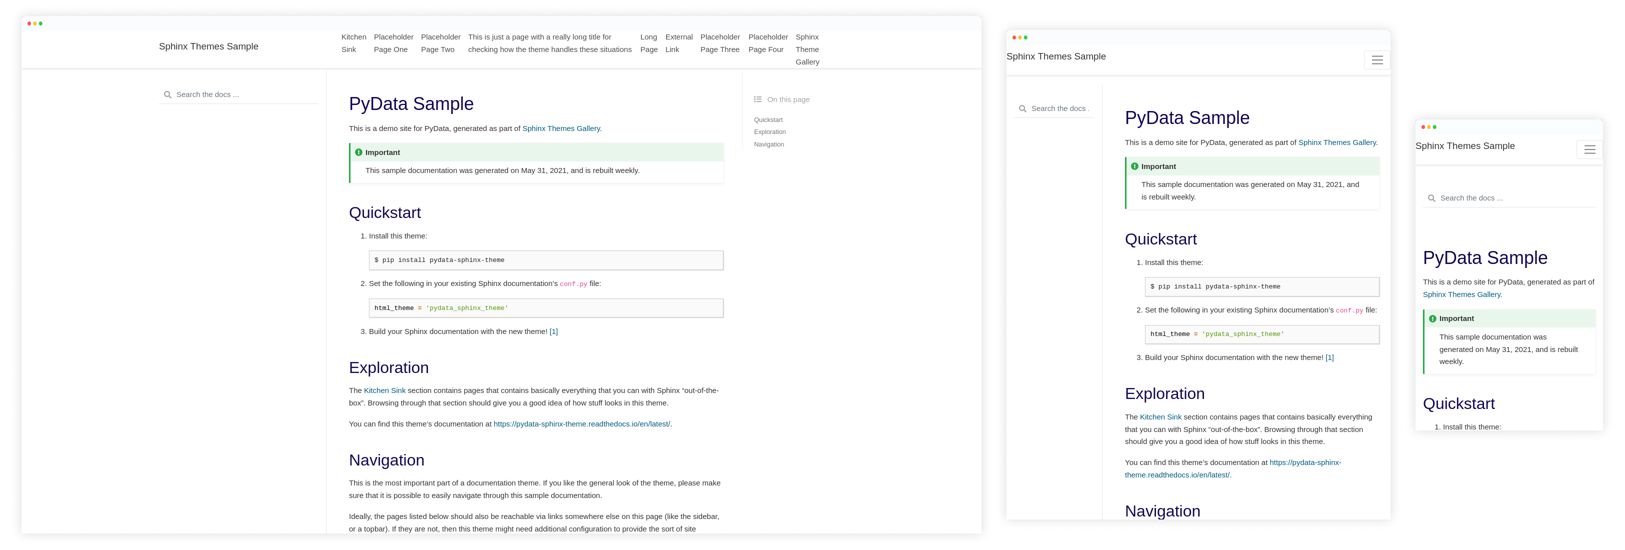 Sphinx Themes Sample
Kitchen Sink
Placeholder Page One
Placeholder Page Two
This is just a page with a really long title for
checking how the theme handles these situations
Long Page
External Link
Placeholder Page Three
Placeholder Page Four
Sphinx Theme Gallery
Search the docs ...
PyData Sample
This is a demo site for PyData, generated as part of Sphinx Themes Gallery.
Important
This sample documentation was generated on May 31, 2021, and is rebuilt weekly.
Quickstart
1. Install this theme:
$ pip install pydata-sphinx-theme
2. Set the following in your existing Sphinx documentation's conf.py file:
html_theme = 'pydata_sphinx_theme'
3. Build your Sphinx documentation with the new theme! [1]
Exploration
The Kitchen Sink section contains pages that contains basically everything that you can with Sphinx “out-of-the-
box”. Browsing through that section should give you a good idea of how stuff looks in this theme.
You can find this theme's documentation at https://pydata-sphinx-theme.readthedocs.io/en/latest/.
Navigation
This is the most important part of a documentation theme. If you like the general look of the theme, please make
sure that it is possible to easily navigate through this sample documentation.
Ideally, the pages listed below should also be reachable via links somewhere else on this page (like the sidebar,
or a topbar). If they are not, then this theme might need additional configuration to provide the sort of site
On this page
Quickstart
Exploration
Navigation
Sphinx Themes Sample
Search the docs .
PyData Sample
This is a demo site for PyData, generated as part of Sphinx Themes Gallery.
Important
This sample documentation was generated on May 31, 2021, and
is rebuilt weekly.
Quickstart
1. Install this theme:
$ pip install pydata-sphinx-theme
2. Set the following in your existing Sphinx documentation's conf.py file:
html_theme = 'pydata_sphinx_theme'
3. Build your Sphinx documentation with the new theme! [1]
Exploration
The Kitchen Sink section contains pages that contains basically everything
that you can with Sphinx “out-of-the-box”. Browsing through that section
should give you a good idea of how stuff looks in this theme.
You can find this theme's documentation at https://pydata-sphinx-
theme.readthedocs.io/en/latest/.
Navigation
Sphinx Themes Sample
Search the docs ...
PyData Sample
This is a demo site for PyData, generated as part of
Sphinx Themes Gallery.
Important
This sample documentation was
generated on May 31, 2021, and is rebuilt
weekly.
Quickstart
1. Install this theme: